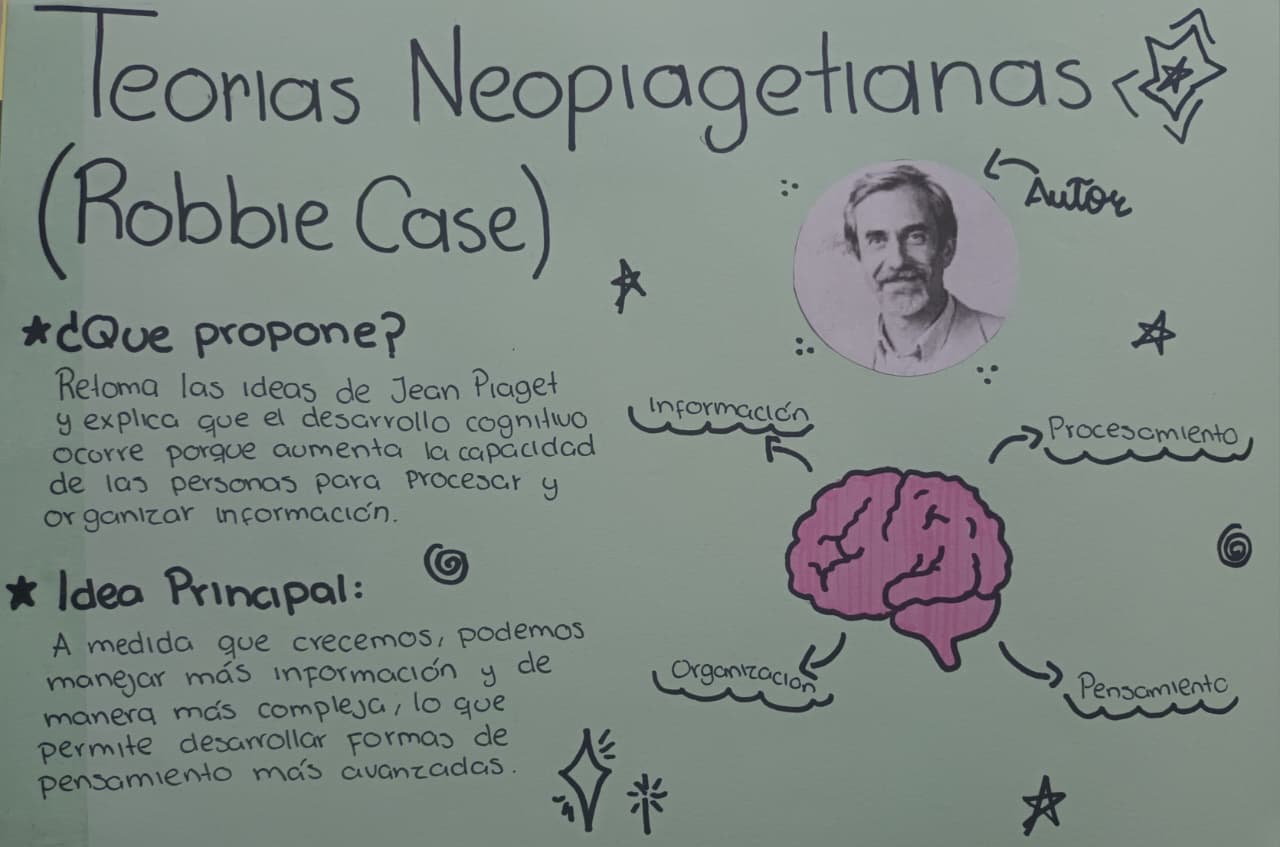 Teorias Neopiagetianas
(Robbie Case)
Autor
¿Que propone?
Retoma las ideas de Jean Piaget
y explica que el desarrollo cognitivo
ocurre porque aumenta la capacidad
de las personas para procesar y
organizar información.
Idea Principal:
A medida que crecemos, podemos
manejar más información y de
manera más compleja, lo que
permite desarrollar formas de
pensamiento más avanzadas.
Información
Procesamiento
Organización
Pensamiento